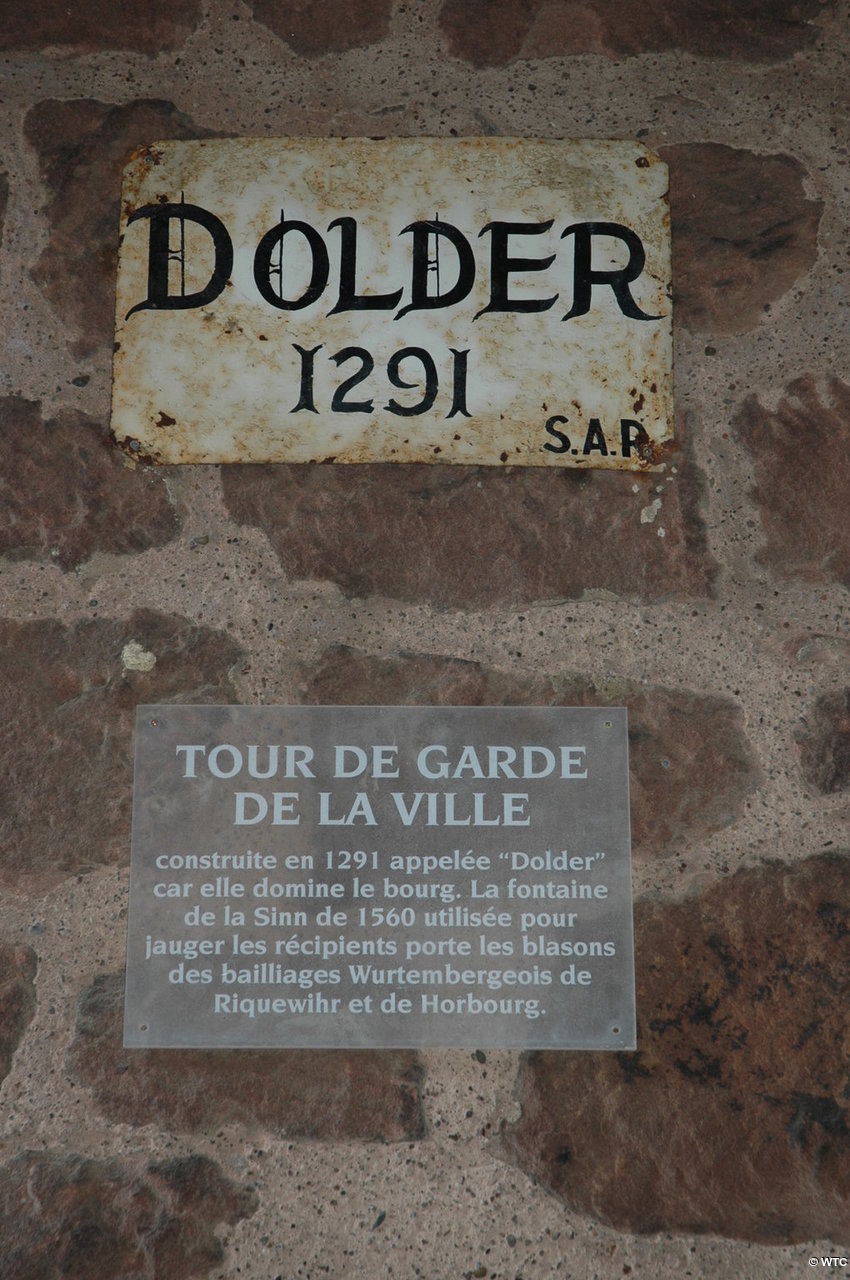 DOLDER
1291
S.A.R
TOUR DE GARDE
DE LA VILLE
construite en 1291 appelée “Dolder”
car elle domine le bourg. La fontaine
de la Sinn de 1560 utilisée pour
jauger les récipients porte les blasons
des bailliages Wurtembergeois de
Riquewihr et de Horbourg.
© WTC